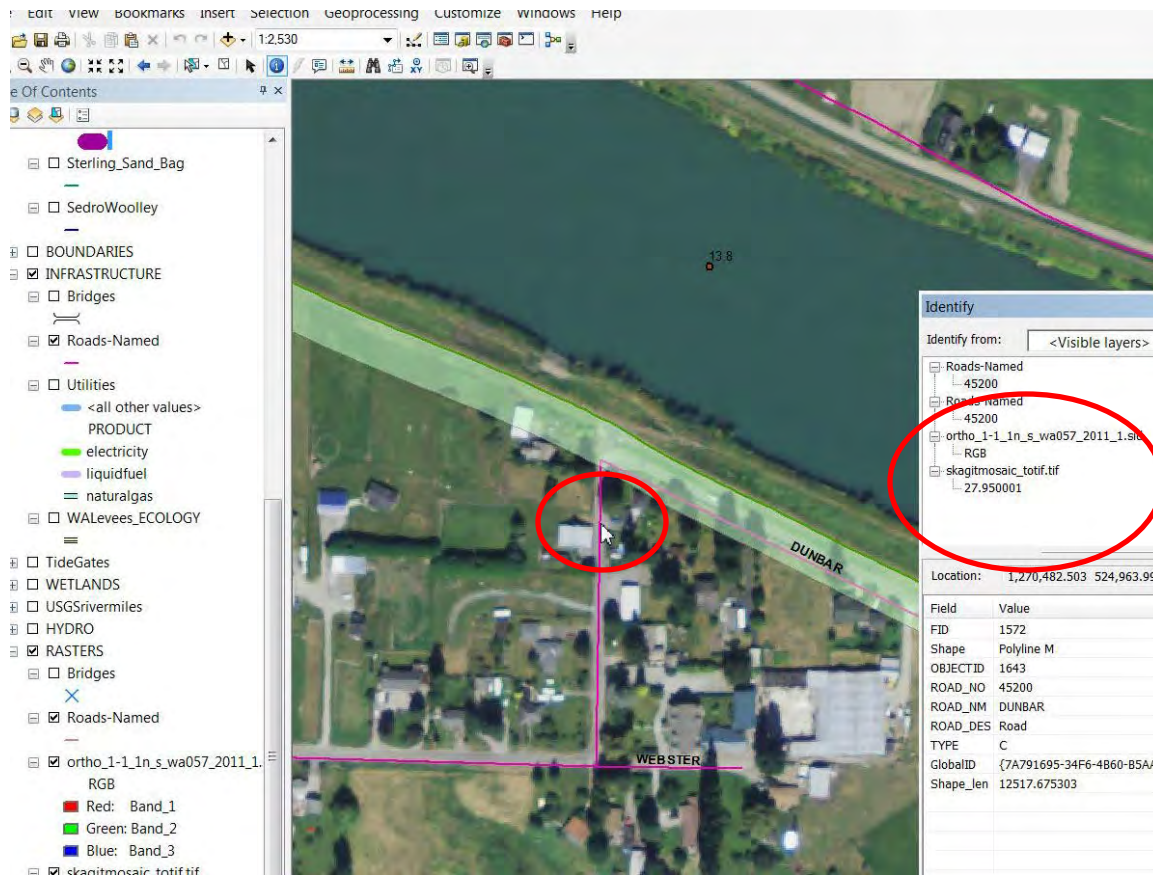 Edit View Bookmarks Insert Selection Geoprocessing Customize Windows Help
1:2,530
e Of Contents
Sterling_Sand_Bag
SedroWoolley
BOUNDARIES
INFRASTRUCTURE
Bridges
Roads-Named
Utilities
<all other values>
PRODUCT
electricity
liquidfuel
naturalgas
WALevees_ECOLOGY
TideGates
WETLANDS
USGSrivermiles
HYDRO
RASTERS
Bridges
Roads-Named
ortho_1-1_1n_s_wa057_2011_1.
RGB
Red: Band_1
Green: Band_2
Blue: Band_3
skagitmosaic_totif.tif
13.8
DUNBAR
WEBSTER
Identify
Identify from: <Visible layers>
Roads-Named
45200
Roads-Named
45200
ortho_1-1_1n_s_wa057_2011_1.sid
RGB
skagitmosaic_totif.tif
27.950001
Location: 1,270,482.503 524,963.99
Field Value
FID 1572
Shape Polyline M
OBJECTID 1643
ROAD_NO 45200
ROAD_NM DUNBAR
ROAD_DES Road
TYPE C
GlobalID {7A791695-34F6-4B60-B5AA
Shape_len 12517.675303